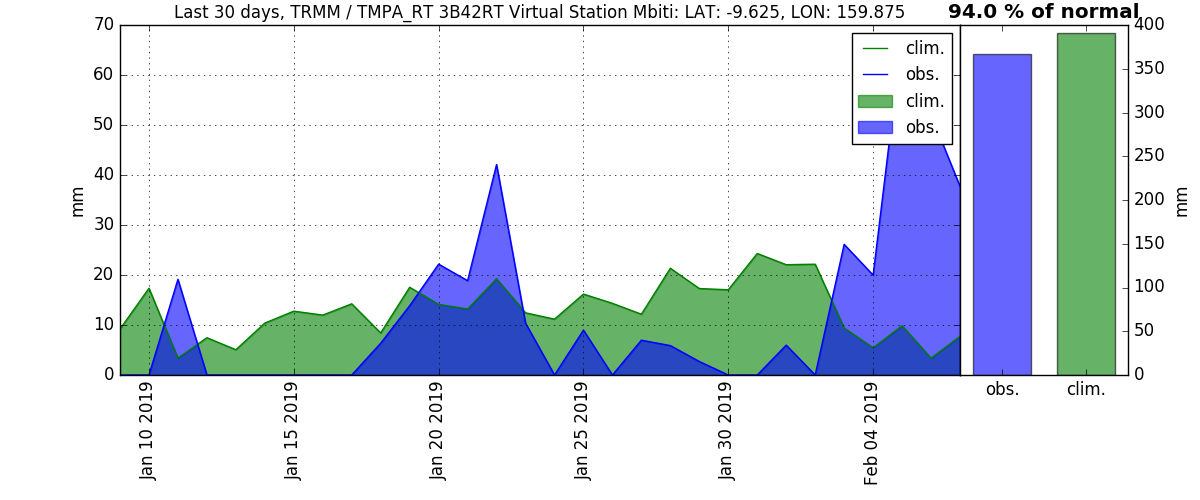 Last 30 days, TRMM / TMPA_RT 3B42RT Virtual Station Mbiti: LAT: -9.625, LON: 159.875
94.0 % of normal
70
60
50
40
30
20
10
0
mm
clim.
obs.
clim.
obs.
400
350
300
250
200
150
100
50
0
mm
Jan 10 2019
Jan 15 2019
Jan 20 2019
Jan 25 2019
Jan 30 2019
Feb 04 2019
obs.
clim.